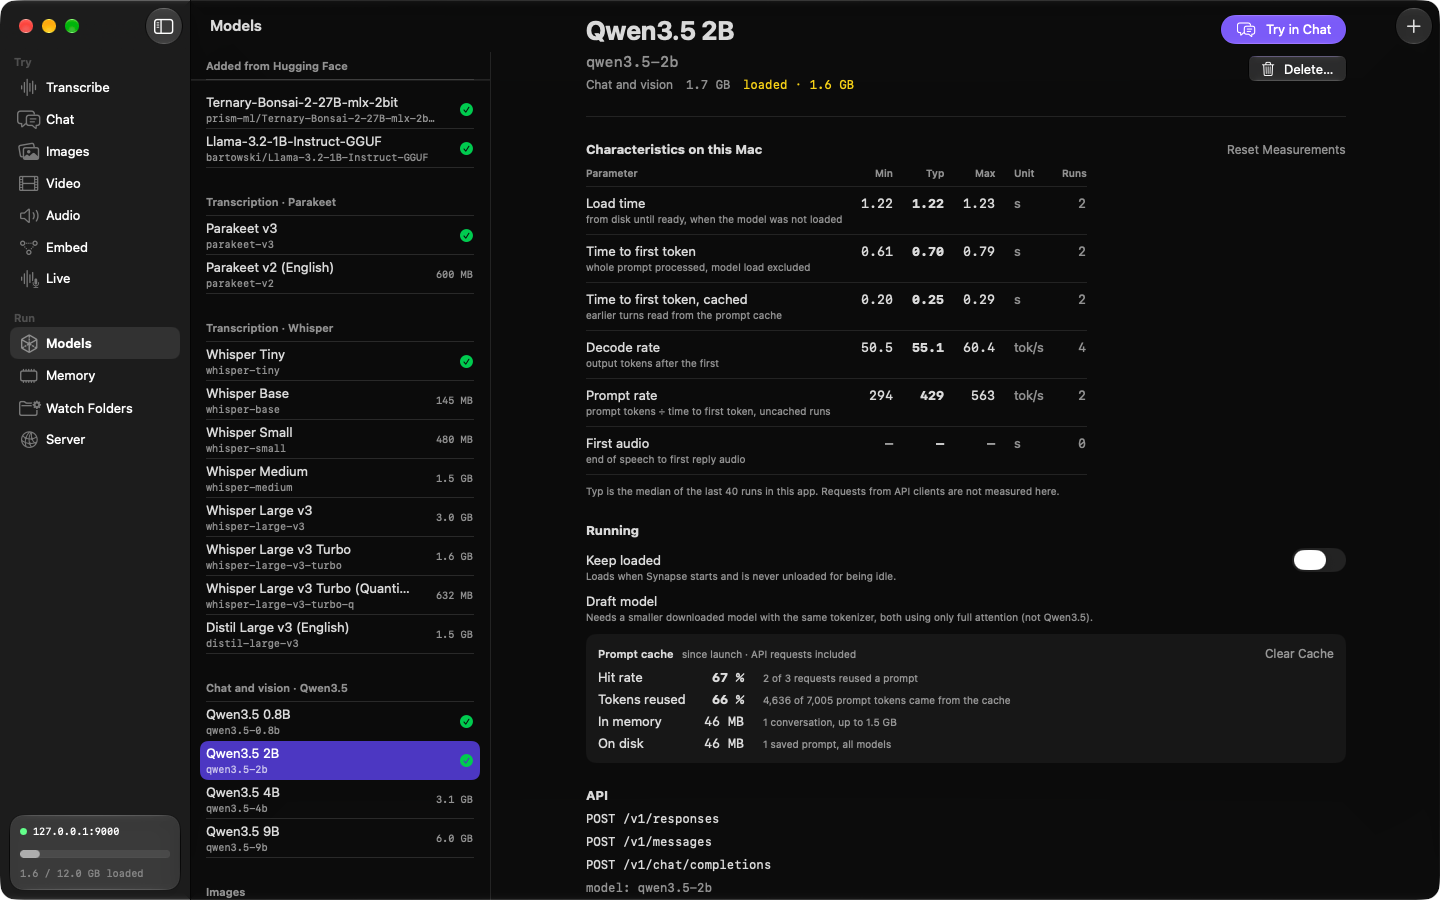 Try
Transcribe
Chat
Images
Video
Audio
Embed
Live
Run
Models
Memory
Watch Folders
Server
127.0.0.1:9000
1.6 / 12.0 GB loaded
Models
Added from Hugging Face
Ternary-Bonsai-2-27B-mlx-2bit
prism-ml/Ternary-Bonsai-2-27B-mlx-2b…
Llama-3.2-1B-Instruct-GGUF
bartowski/Llama-3.2-1B-Instruct-GGUF
Transcription · Parakeet
Parakeet v3
parakeet-v3
Parakeet v2 (English)
parakeet-v2
600 MB
Transcription · Whisper
Whisper Tiny
whisper-tiny
Whisper Base
whisper-base
145 MB
Whisper Small
whisper-small
480 MB
Whisper Medium
whisper-medium
1.5 GB
Whisper Large v3
whisper-large-v3
3.0 GB
Whisper Large v3 Turbo
whisper-large-v3-turbo
1.6 GB
Whisper Large v3 Turbo (Quanti…
whisper-large-v3-turbo-q
632 MB
Distil Large v3 (English)
distil-large-v3
1.5 GB
Chat and vision · Qwen3.5
Qwen3.5 0.8B
qwen3.5-0.8b
Qwen3.5 2B
qwen3.5-2b
Qwen3.5 4B
qwen3.5-4b
3.1 GB
Qwen3.5 9B
qwen3.5-9b
6.0 GB
Images
Qwen3.5 2B
qwen3.5-2b
Chat and vision 1.7 GB loaded · 1.6 GB
Try in Chat
Delete…
Characteristics on this Mac
Reset Measurements
Parameter Min Typ Max Unit Runs
Load time 1.22 1.22 1.23 s 2
from disk until ready, when the model was not loaded
Time to first token 0.61 0.70 0.79 s 2
whole prompt processed, model load excluded
Time to first token, cached 0.20 0.25 0.29 s 2
earlier turns read from the prompt cache
Decode rate 50.5 55.1 60.4 tok/s 4
output tokens after the first
Prompt rate 294 429 563 tok/s 2
prompt tokens ÷ time to first token, uncached runs
First audio — — — s 0
end of speech to first reply audio
Typ is the median of the last 40 runs in this app. Requests from API clients are not measured here.
Running
Keep loaded
Loads when Synapse starts and is never unloaded for being idle.
Draft model
Needs a smaller downloaded model with the same tokenizer, both using only full attention (not Qwen3.5).
Prompt cache since launch · API requests included
Clear Cache
Hit rate 67 % 2 of 3 requests reused a prompt
Tokens reused 66 % 4,636 of 7,005 prompt tokens came from the cache
In memory 46 MB 1 conversation, up to 1.5 GB
On disk 46 MB 1 saved prompt, all models
API
POST /v1/responses
POST /v1/messages
POST /v1/chat/completions
model: qwen3.5-2b